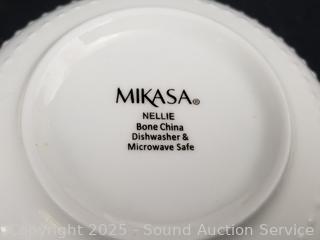 MIKASA®
NELLIE
Bone China
Dishwasher &
Microwave Safe
Copyright 2025 - Sound Auction Service